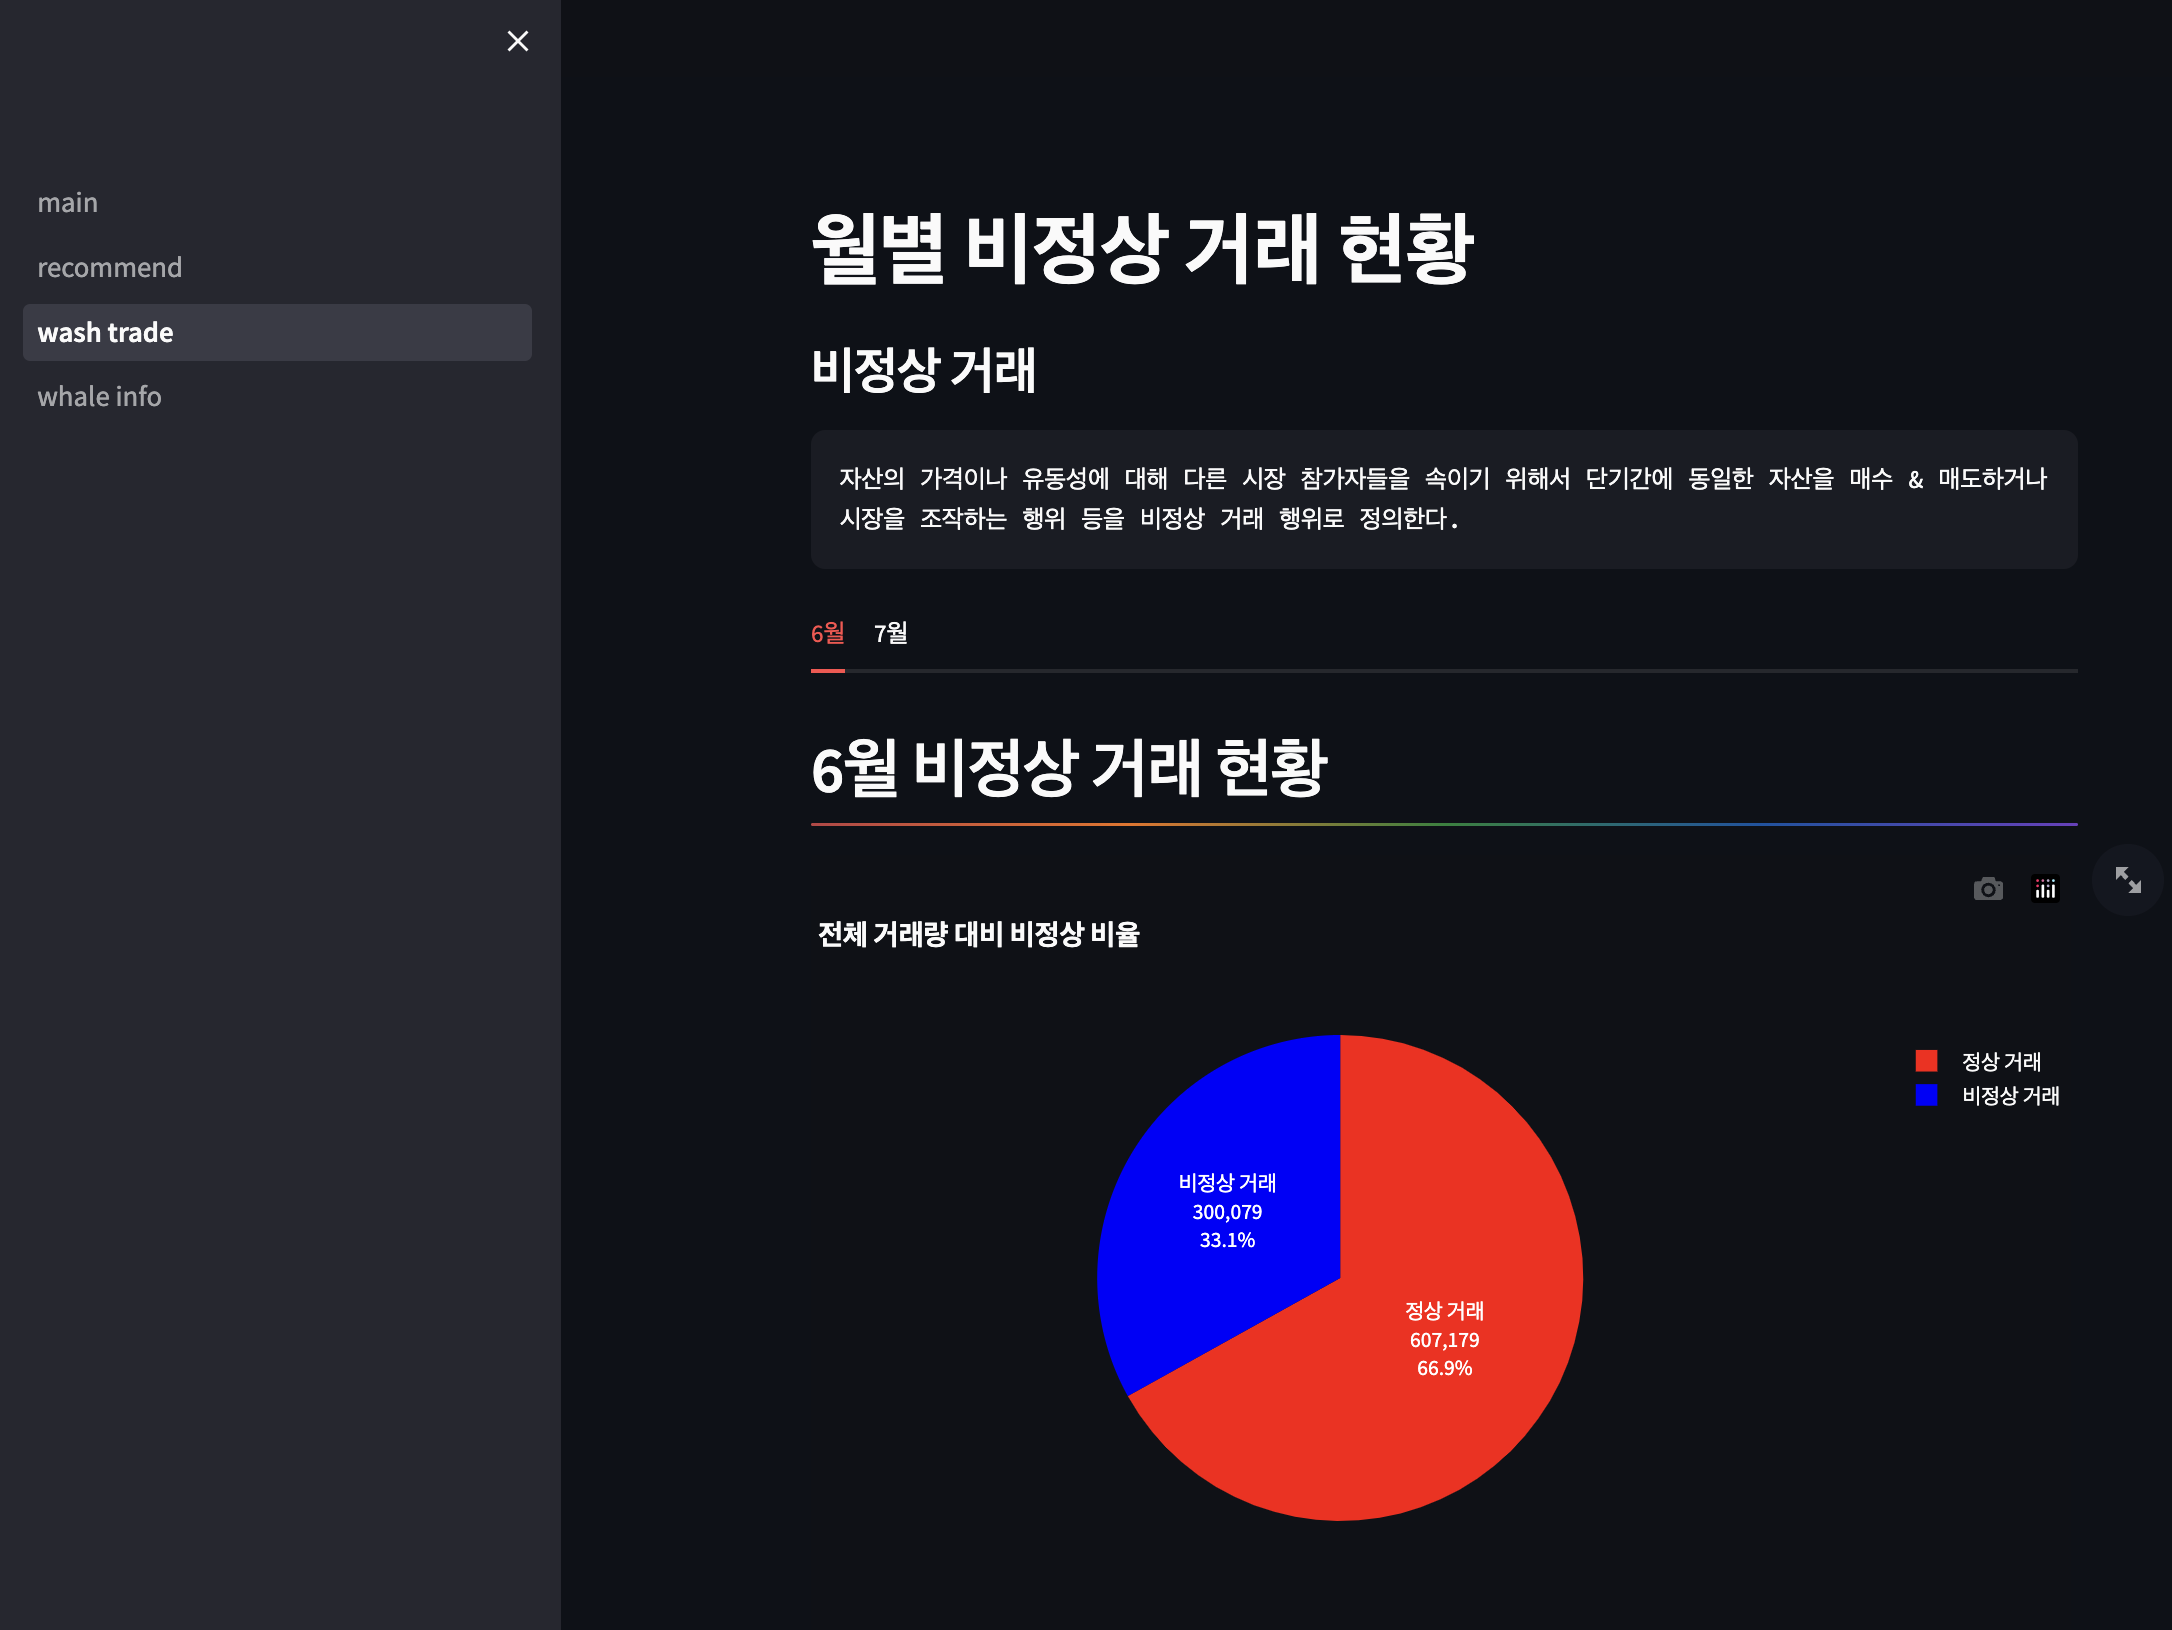 main
recommend
wash trade
whale info
월별 비정상 거래 현황
비정상 거래
자산의 가격이나 유동성에 대해 다른 시장 참가자들을 속이기 위해서 단기간에 동일한 자산을 매수 & 매도하거나
시장을 조작하는 행위 등을 비정상 거래 행위로 정의한다.
6월 7월
6월 비정상 거래 현황
전체 거래량 대비 비정상 비율
정상 거래
비정상 거래
비정상 거래
300,079
33.1%
정상 거래
607,179
66.9%